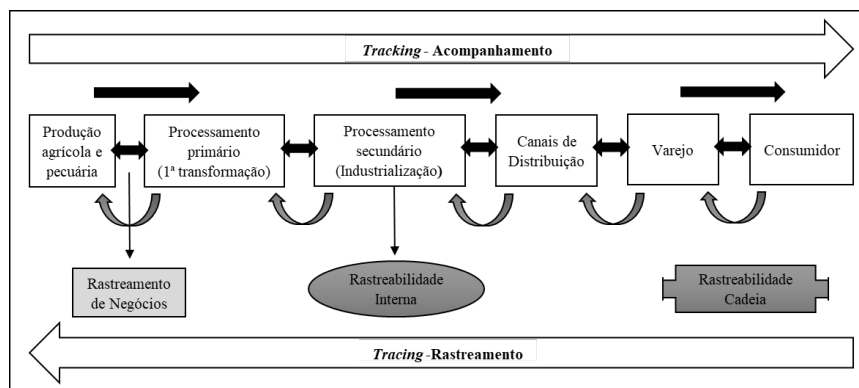 Tracking - Acompanhamento
Produção
agrícola e
pecuária
Processamento
primário
(1ª transformação)
Processamento
secundário
(Industrialização)
Canais de
Distribuição
Varejo
Consumidor
Rastreamento
de Negócios
Rastreabilidade
Interna
Rastreabilidade
Cadeia
Tracing -Rastreamento